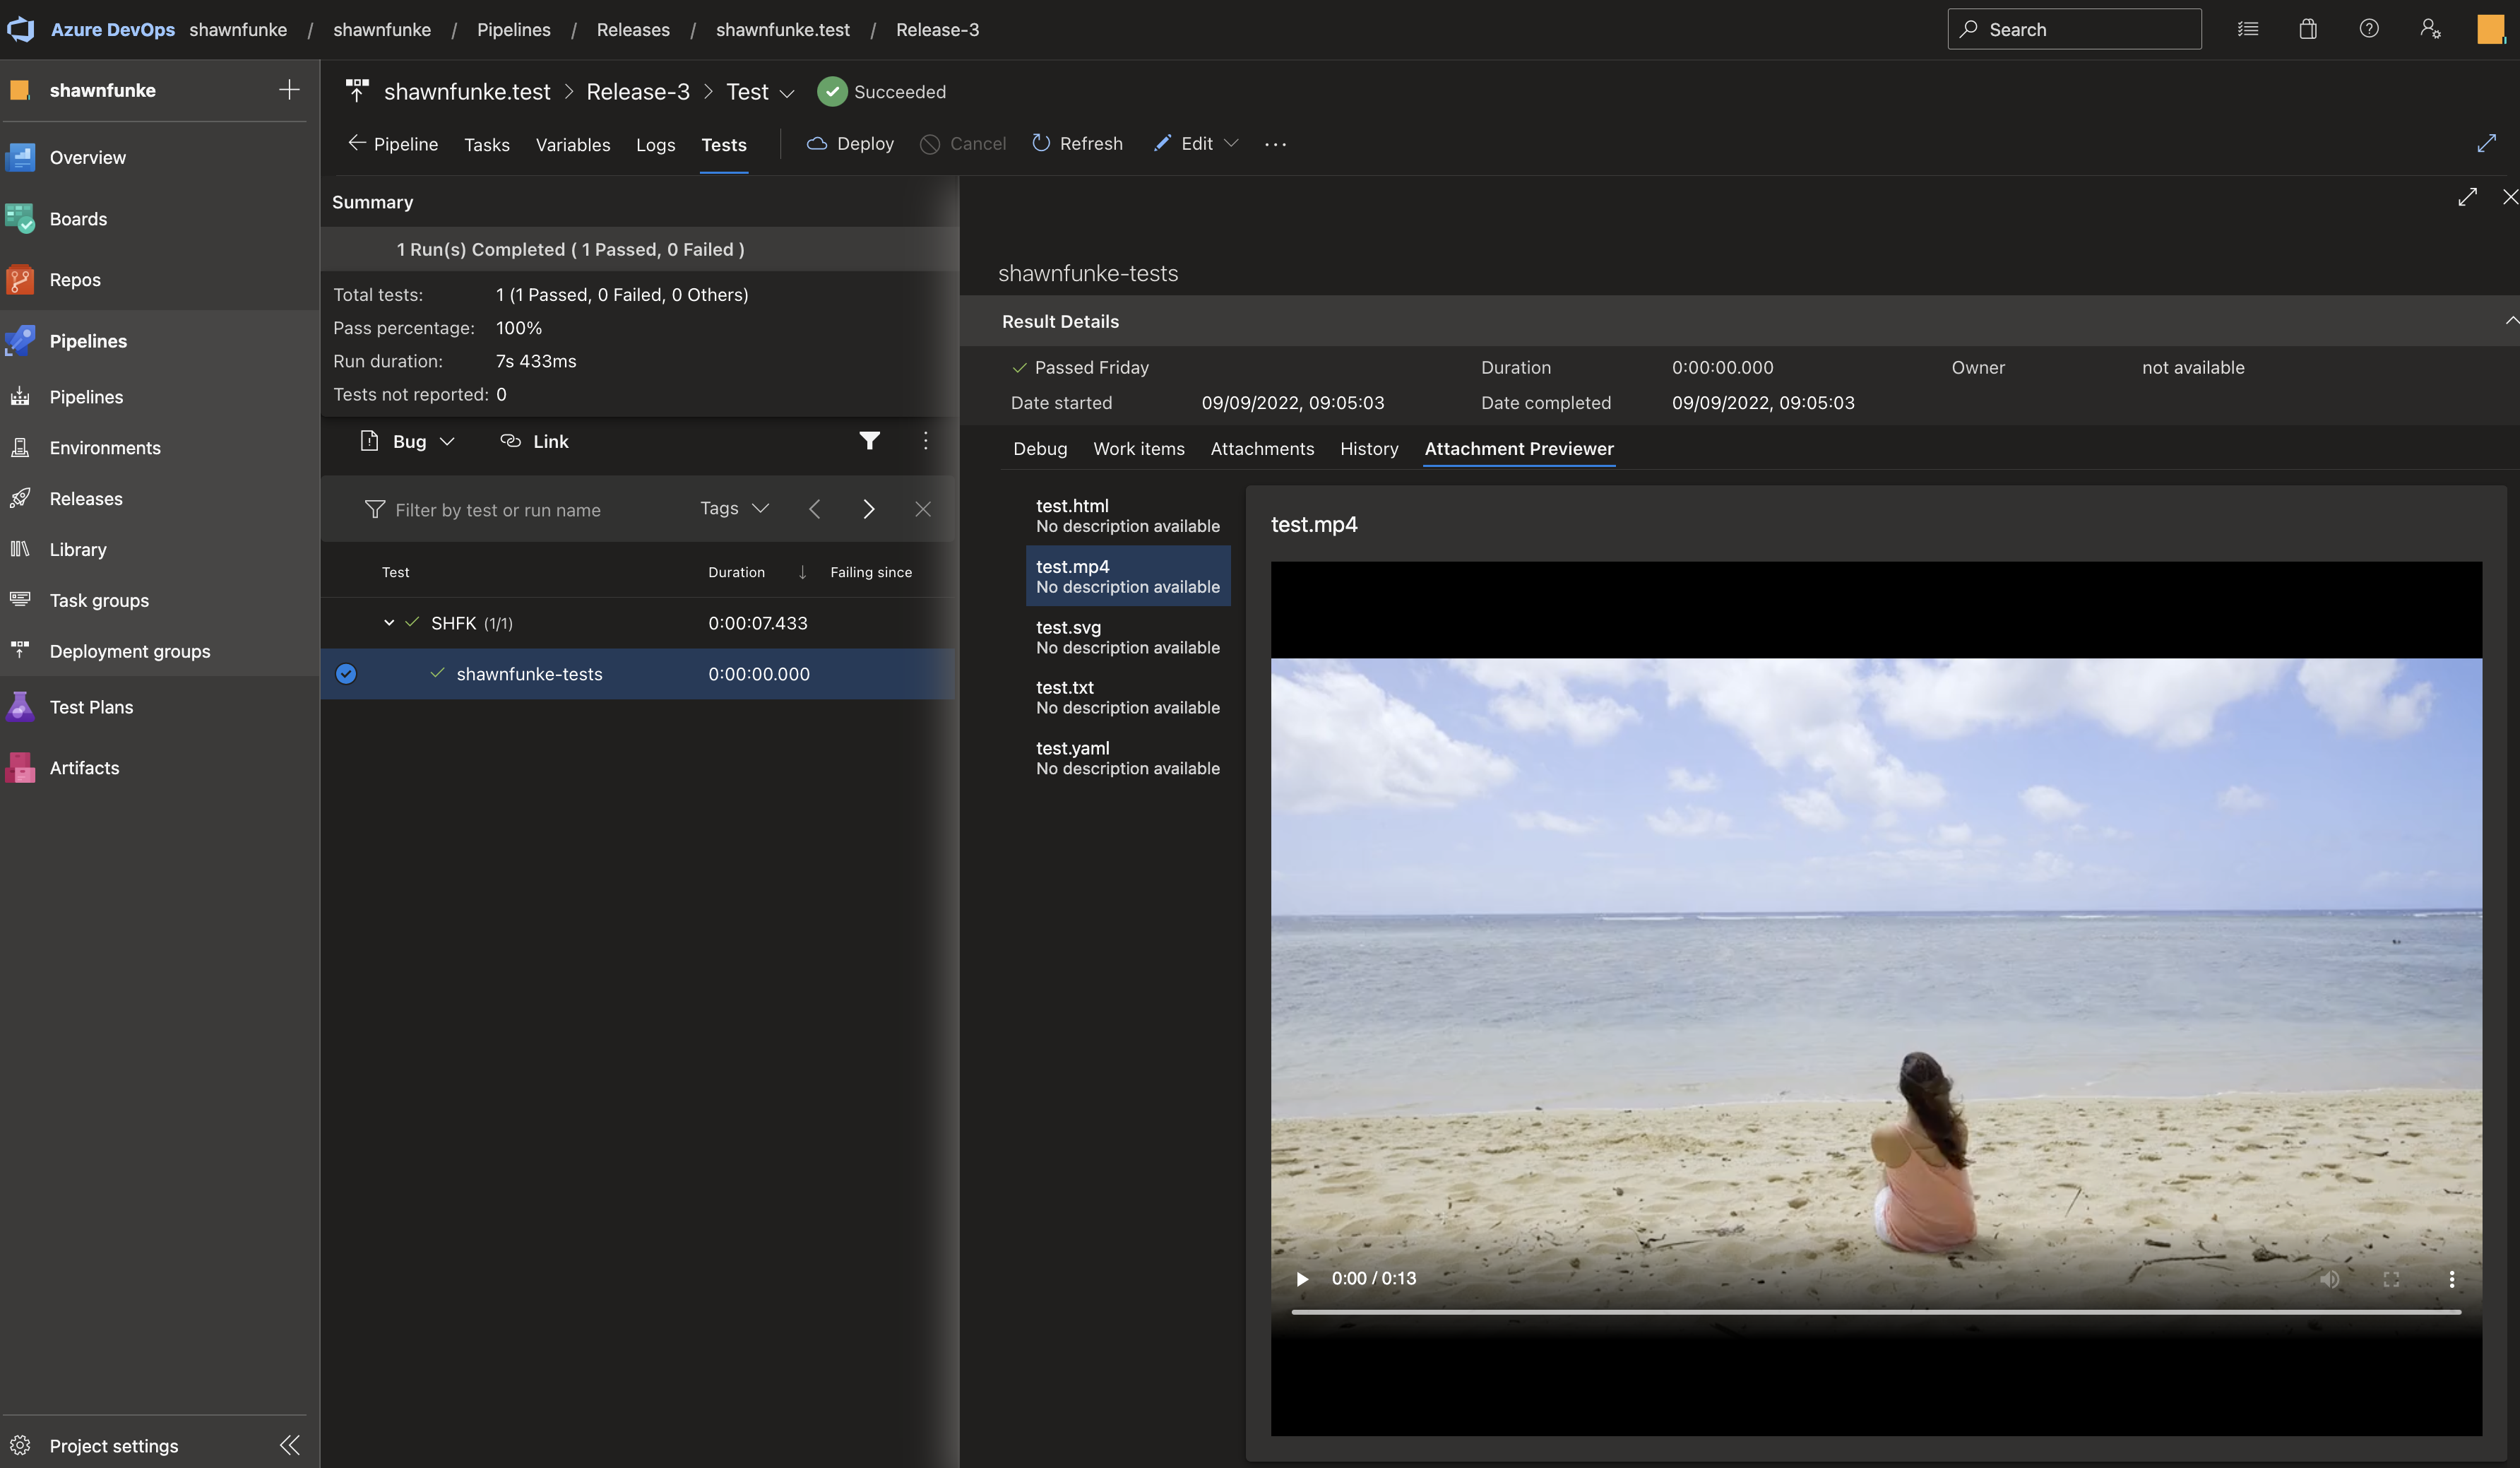 Azure DevOps shawnfunke / shawnfunke / Pipelines / Releases / shawnfunke.test / Release-3
Search
shawnfunke
Overview
Boards
Repos
Pipelines
Pipelines
Environments
Releases
Library
Task groups
Deployment groups
Test Plans
Artifacts
Project settings
shawnfunke.test > Release-3 > Test Succeeded
Pipeline Tasks Variables Logs Tests Deploy Cancel Refresh Edit
Summary
1 Run(s) Completed ( 1 Passed, 0 Failed )
Total tests: 1 (1 Passed, 0 Failed, 0 Others)
Pass percentage: 100%
Run duration: 7s 433ms
Tests not reported: 0
Bug Link
Filter by test or run name Tags
Test Duration Failing since
SHFK (1/1) 0:00:07.433
shawnfunke-tests 0:00:00.000
shawnfunke-tests
Result Details
Passed Friday Duration 0:00:00.000 Owner not available
Date started 09/09/2022, 09:05:03 Date completed 09/09/2022, 09:05:03
Debug Work items Attachments History Attachment Previewer
test.html
No description available
test.mp4
No description available
test.svg
No description available
test.txt
No description available
test.yaml
No description available
test.mp4
0:00 / 0:13